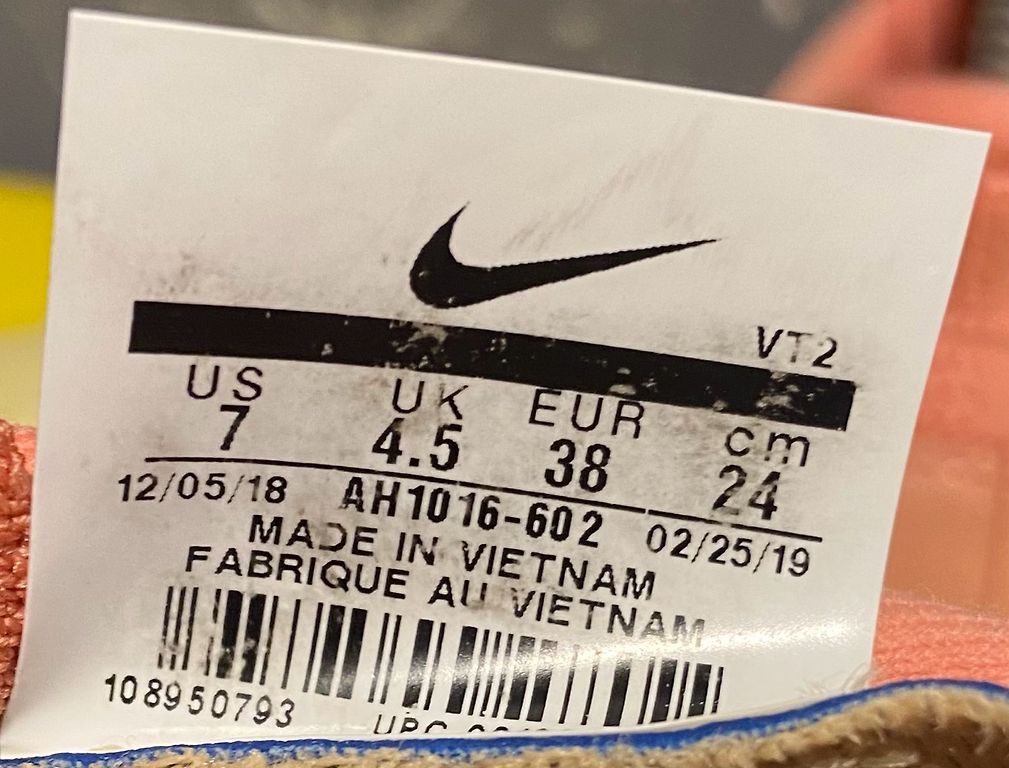 VT2
US UK EUR cm
7 4.5 38 24
12/05/18 AH1016-602 02/25/19
MADE IN VIETNAM
FABRIQUE AU VIETNAM
108950793 UPC